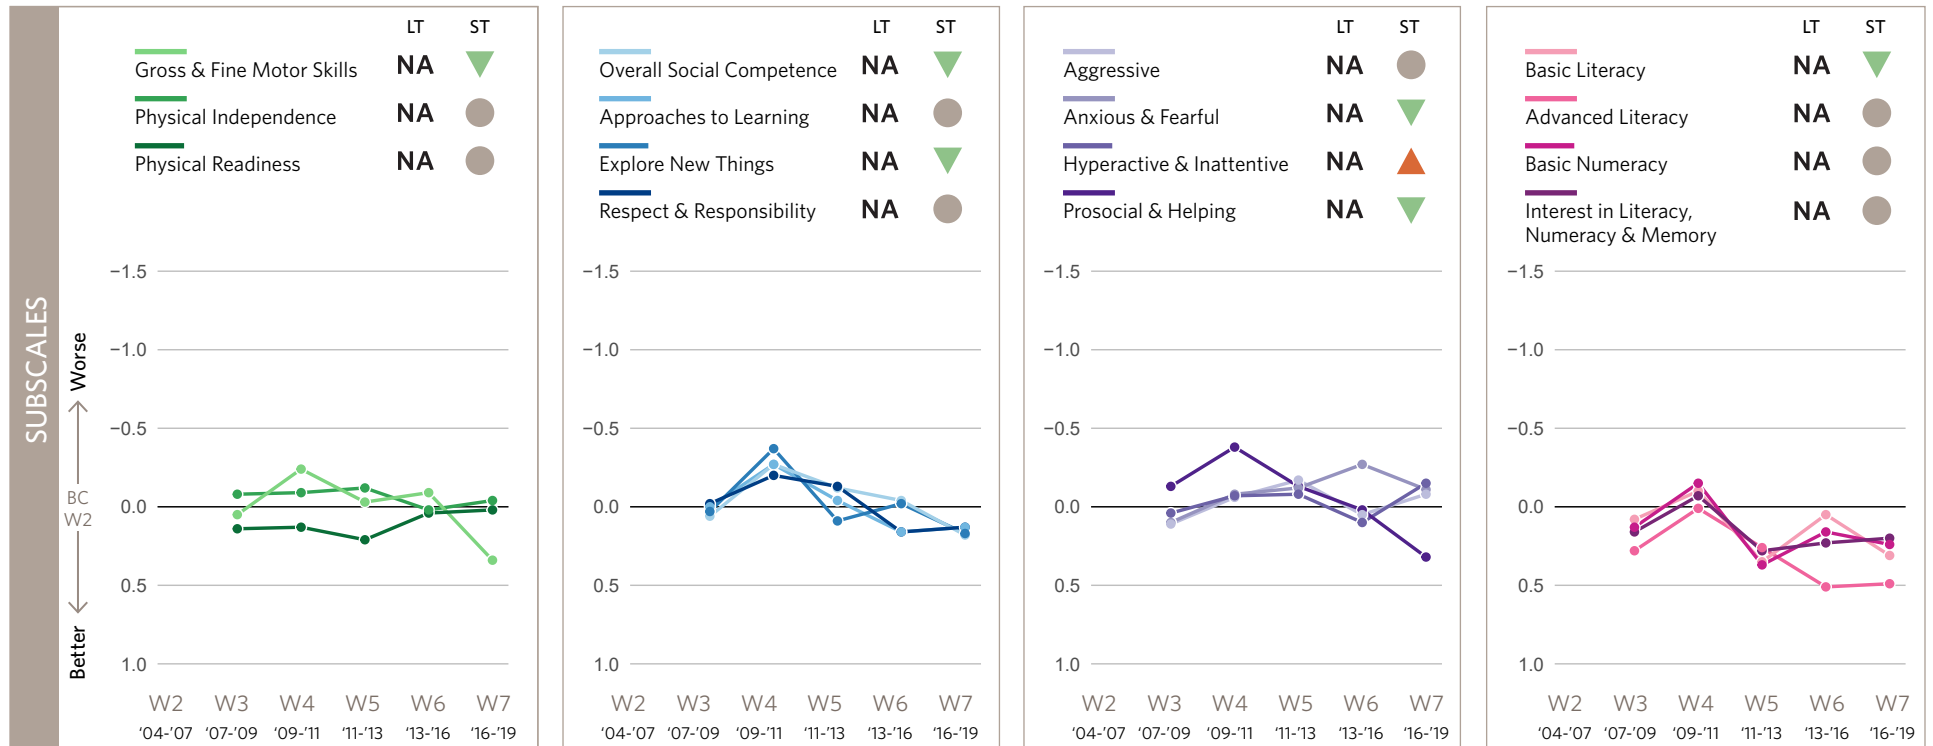 SUBSCALES
Worse
BC
W2
Better
LT ST
Gross & Fine Motor Skills NA
Physical Independence NA
Physical Readiness NA
−1.5
−1.0
−0.5
0.0
0.5
1.0
W2 W3 W4 W5 W6 W7
‘04-’07 ‘07-’09 ‘09-’11 ‘11-’13 ‘13-’16 ‘16-’19
LT ST
Overall Social Competence NA
Approaches to Learning NA
Explore New Things NA
Respect & Responsibility NA
−1.5
−1.0
−0.5
0.0
0.5
1.0
W2 W3 W4 W5 W6 W7
‘04-’07 ‘07-’09 ‘09-’11 ‘11-’13 ‘13-’16 ‘16-’19
LT ST
Aggressive NA
Anxious & Fearful NA
Hyperactive & Inattentive NA
Prosocial & Helping NA
−1.5
−1.0
−0.5
0.0
0.5
1.0
W2 W3 W4 W5 W6 W7
‘04-’07 ‘07-’09 ‘09-’11 ‘11-’13 ‘13-’16 ‘16-’19
LT ST
Basic Literacy NA
Advanced Literacy NA
Basic Numeracy NA
Interest in Literacy, NA
Numeracy & Memory
−1.5
−1.0
−0.5
0.0
0.5
1.0
W2 W3 W4 W5 W6 W7
‘04-’07 ‘07-’09 ‘09-’11 ‘11-’13 ‘13-’16 ‘16-’19